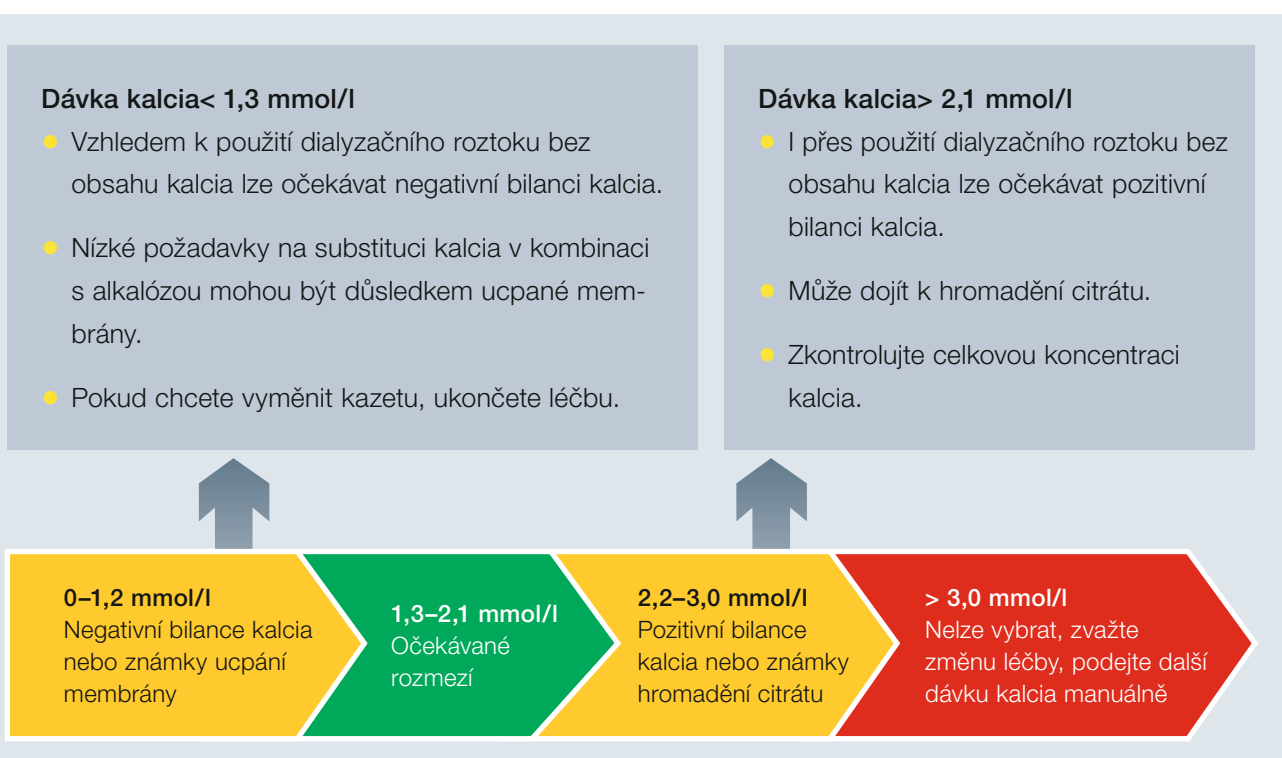 Dávka kalcia< 1,3 mmol/l
Vzhledem k použití dialyzačního roztoku bez
obsahu kalcia lze očekávat negativní bilanci kalcia.
Nízké požadavky na substituci kalcia v kombinaci
s alkalózou mohou být důsledkem ucpané mem-
brány.
Pokud chcete vyměnit kazetu, ukončete léčbu.
Dávka kalcia> 2,1 mmol/l
I přes použití dialyzačního roztoku bez
obsahu kalcia lze očekávat pozitivní
bilanci kalcia.
Může dojít k hromadění citrátu.
Zkontrolujte celkovou koncentraci
kalcia.
0–1,2 mmol/l
Negativní bilance kalcia
nebo známky ucpání
membrány
1,3–2,1 mmol/l
Očekávané
rozmezí
2,2–3,0 mmol/l
Pozitivní bilance
kalcia nebo známky
hromadění citrátu
> 3,0 mmol/l
Nelze vybrat, zvažte
změnu léčby, podejte další
dávku kalcia manuálně